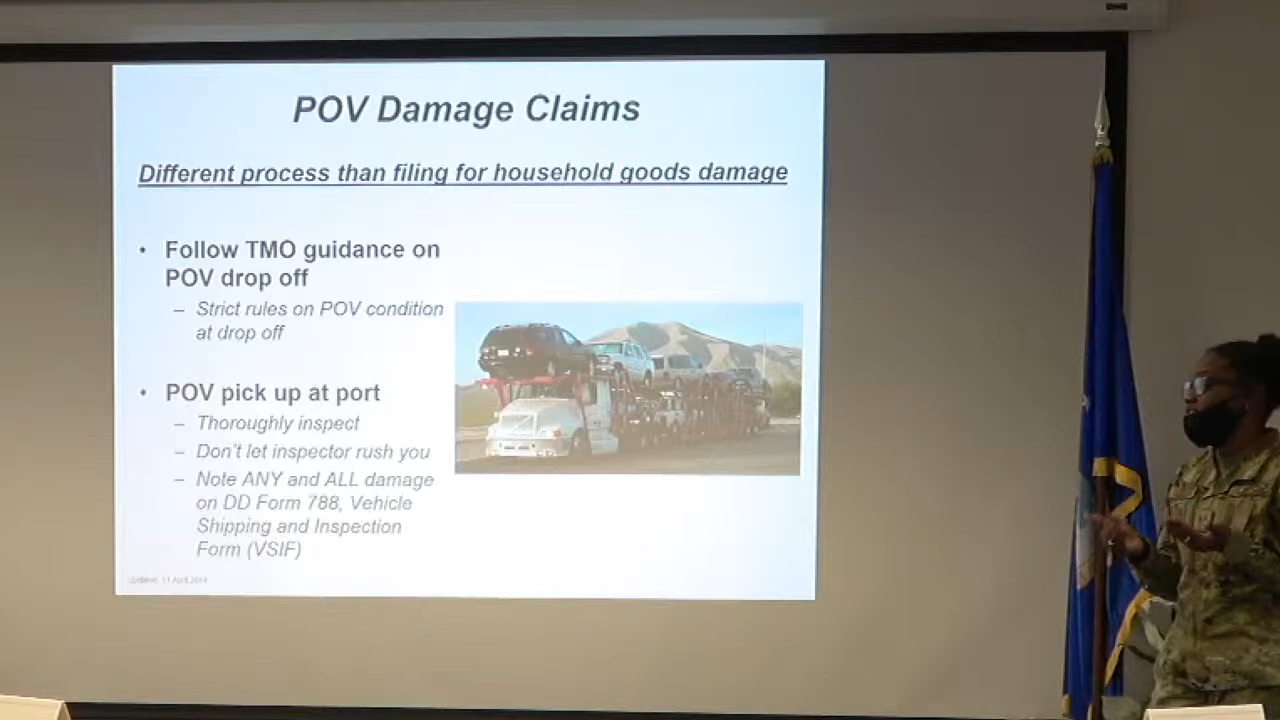 POV Damage Claims
Different process than filing for household goods damage
• Follow TMO guidance on
POV drop off
– Strict rules on POV condition
at drop off
• POV pick up at port
– Thoroughly inspect
– Don't let inspector rush you
– Note ANY and ALL damage
on DD Form 788, Vehicle
Shipping and Inspection
Form (VSIF)